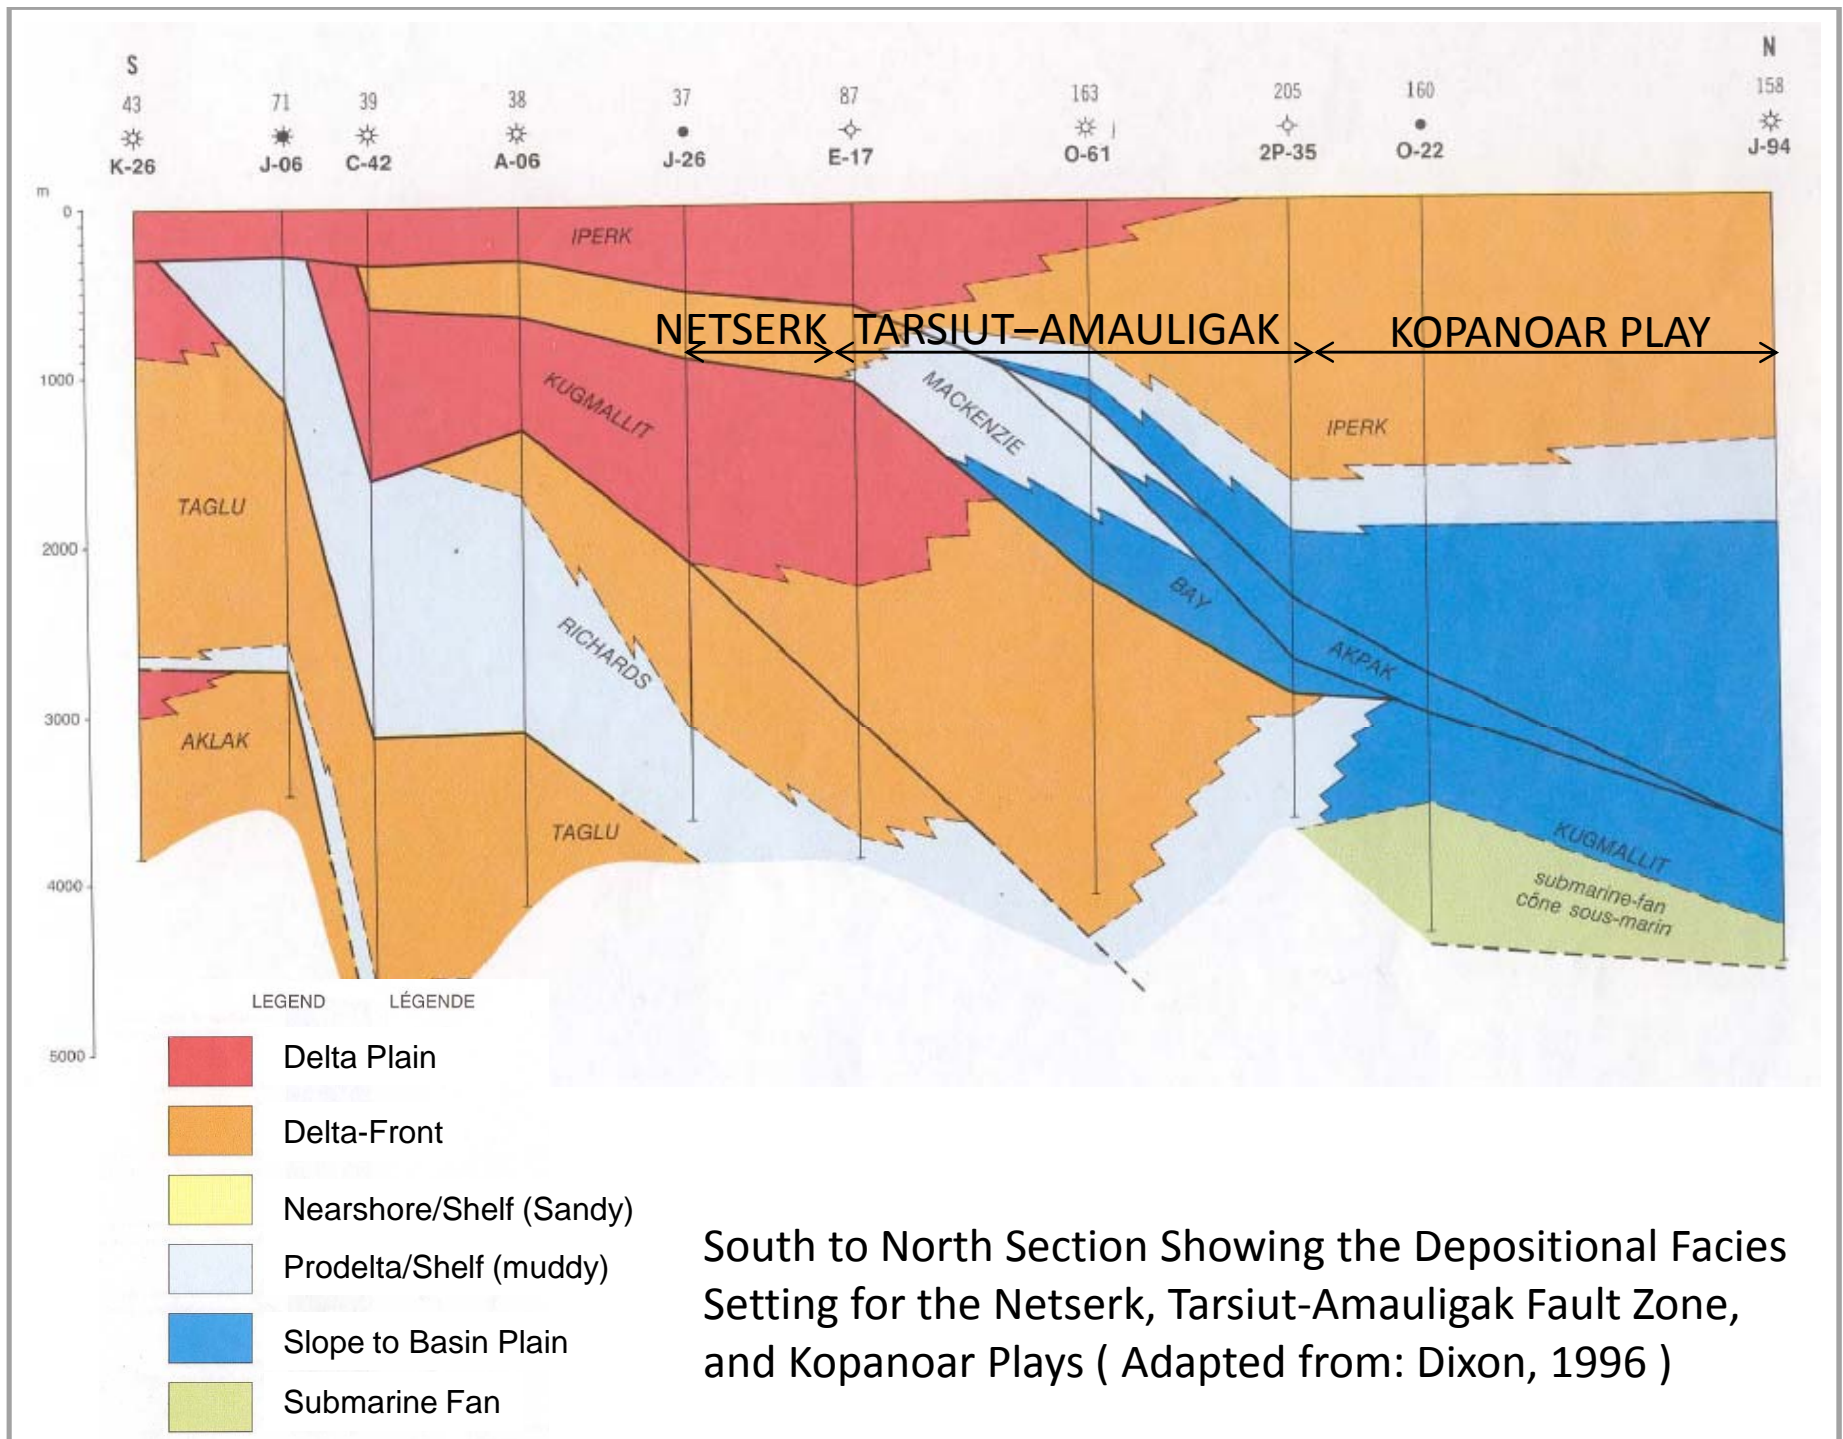 S N
43 71 39 38 37 87 163 205 160 158
K-26 J-06 C-42 A-06 J-26 E-17 O-61 2P-35 O-22 J-94
m
0
IPERK
NETSERK TARSIUT–AMAULIGAK KOPANOAR PLAY
1000
KUGMALLIT
MACKENZIE
IPERK
TAGLU
2000
BAY
RICHARDS
AKPAK
3000
AKLAK
TAGLU
KUGMALLIT
4000
submarine-fan
cône sous-marin
LEGEND LÉGENDE
5000
Delta Plain
Delta-Front
Nearshore/Shelf (Sandy)
Prodelta/Shelf (muddy)
Slope to Basin Plain
Submarine Fan
South to North Section Showing the Depositional Facies
Setting for the Netserk, Tarsiut-Amauligak Fault Zone,
and Kopanoar Plays ( Adapted from: Dixon, 1996 )